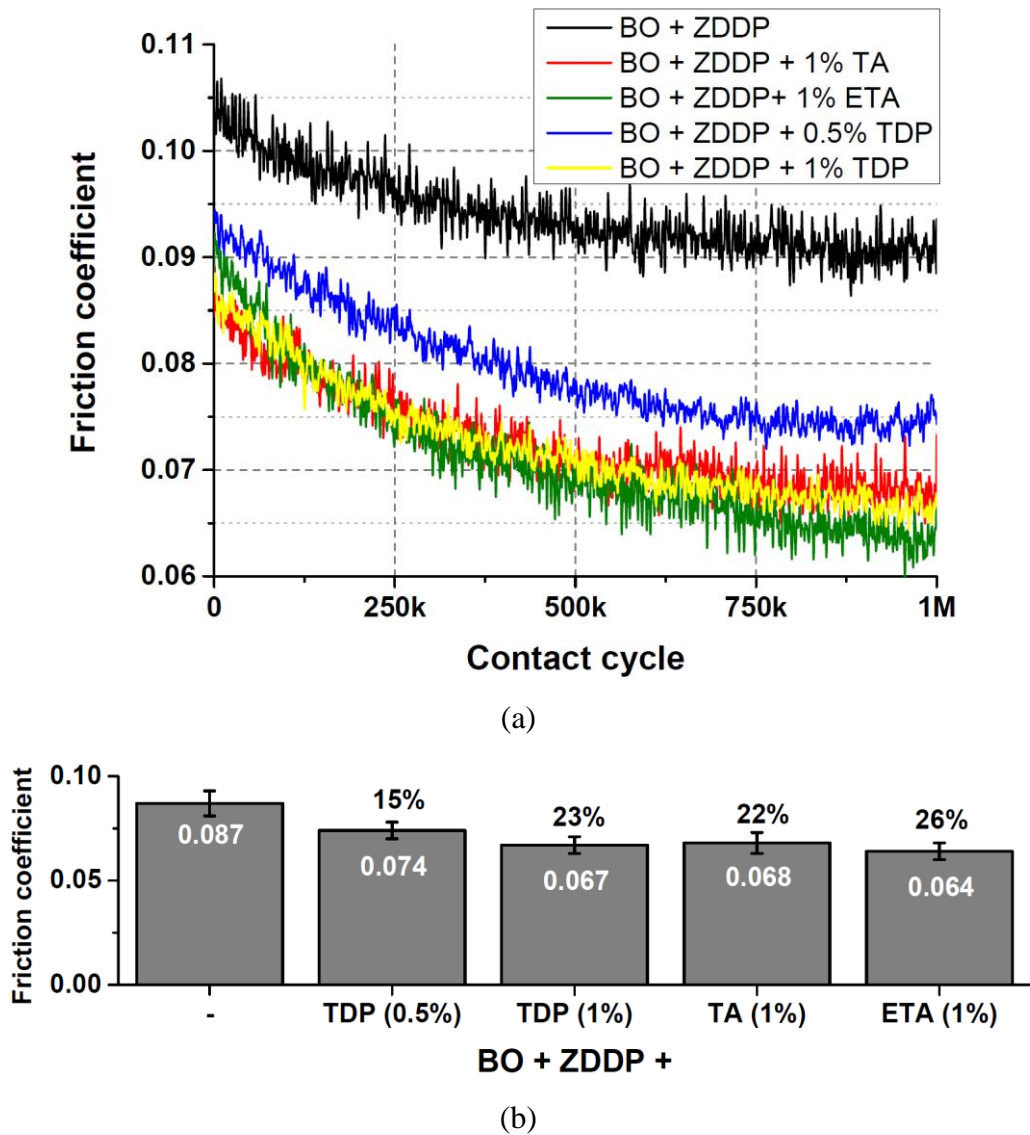 BO + ZDDP
BO + ZDDP + 1% TA
BO + ZDDP+ 1% ETA
BO + ZDDP + 0.5% TDP
BO + ZDDP + 1% TDP
Friction coefficient
0.11
0.10
0.09
0.08
0.07
0.06
0 250k 500k 750k 1M
Contact cycle
(a)
Friction coefficient
0.10
0.05
0.00
15% 23% 22% 26%
0.087 0.074 0.067 0.068 0.064
- TDP (0.5%) TDP (1%) TA (1%) ETA (1%)
BO + ZDDP +
(b)